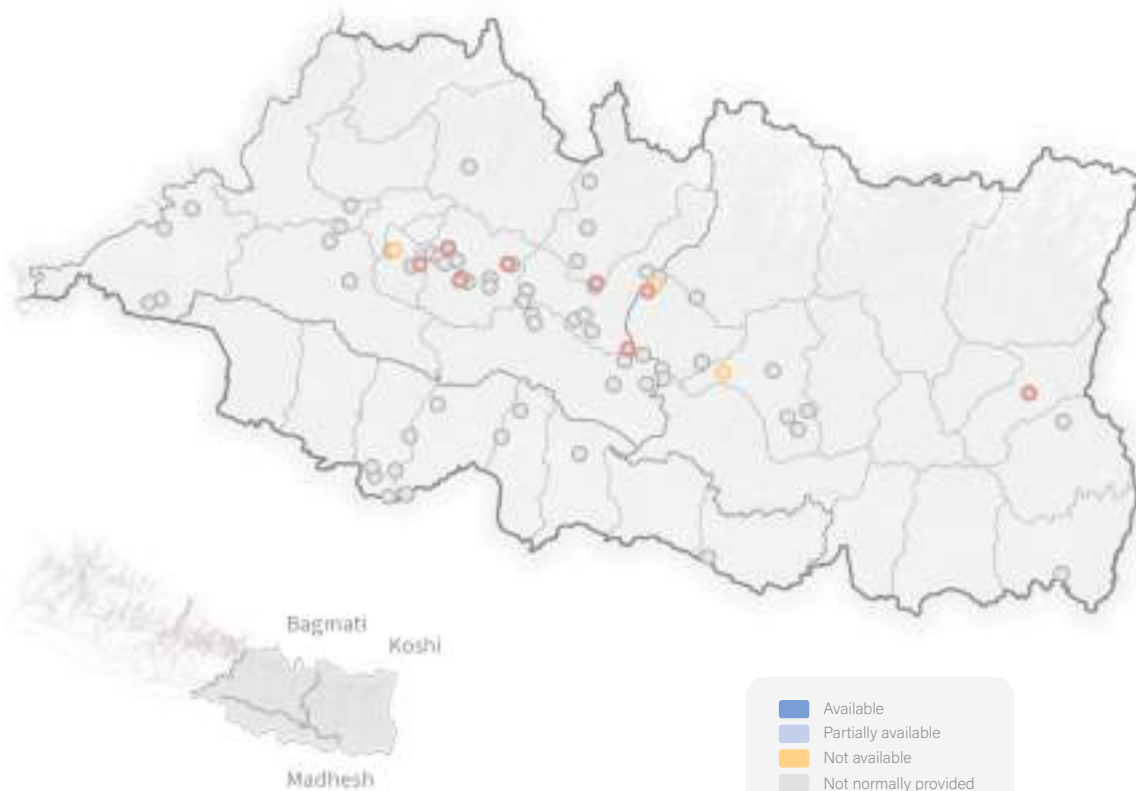 Bagmati
Koshi
Madhesh
Available
Partially available
Not available
Not normally provided